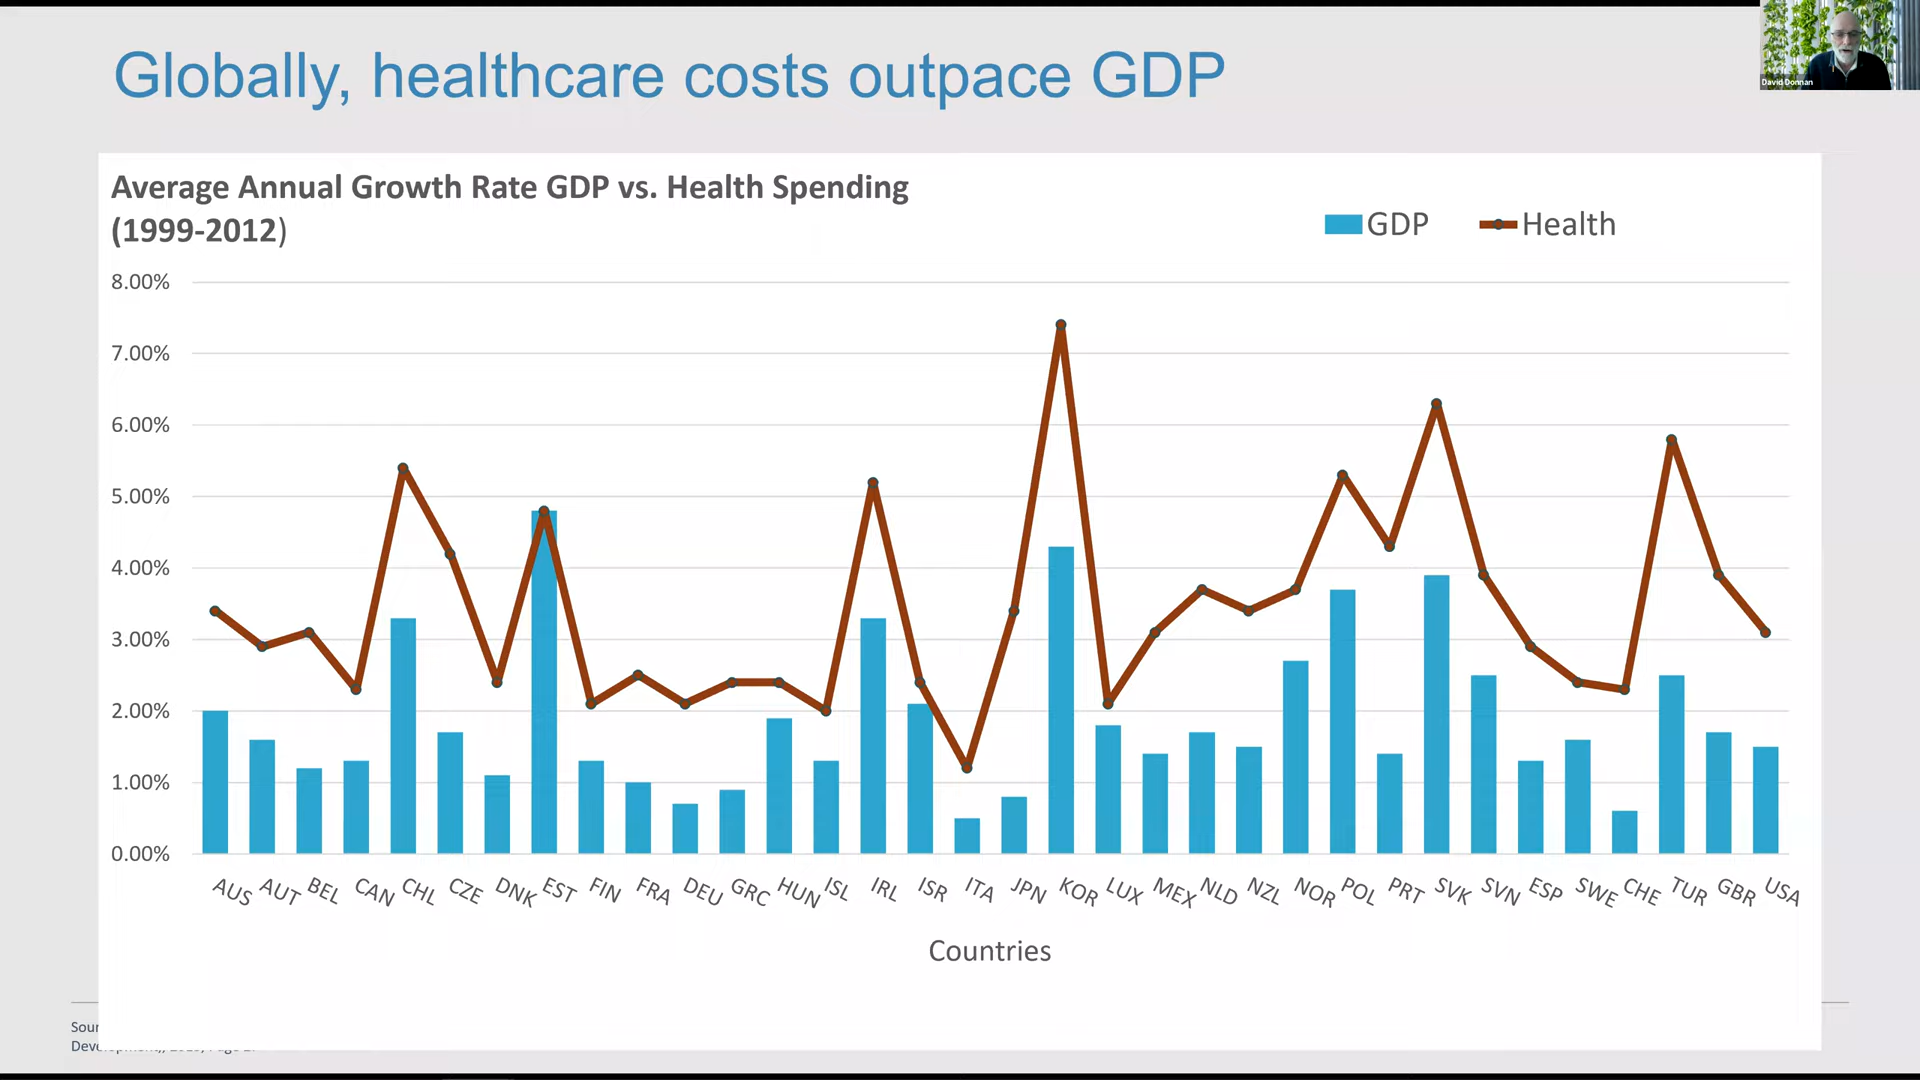 Globally, healthcare costs outpace GDP
David Donnan
Average Annual Growth Rate GDP vs. Health Spending
(1999-2012)
GDP
Health
8.00%
7.00%
6.00%
5.00%
4.00%
3.00%
2.00%
1.00%
0.00%
AUS AUT BEL CAN CHL CZE DNK EST FIN FRA DEU GRC HUN ISL IRL ISR ITA JPN KOR LUX MEX NLD NZL NOR POL PRT SVK SVN ESP SWE CHE TUR GBR USA
Countries